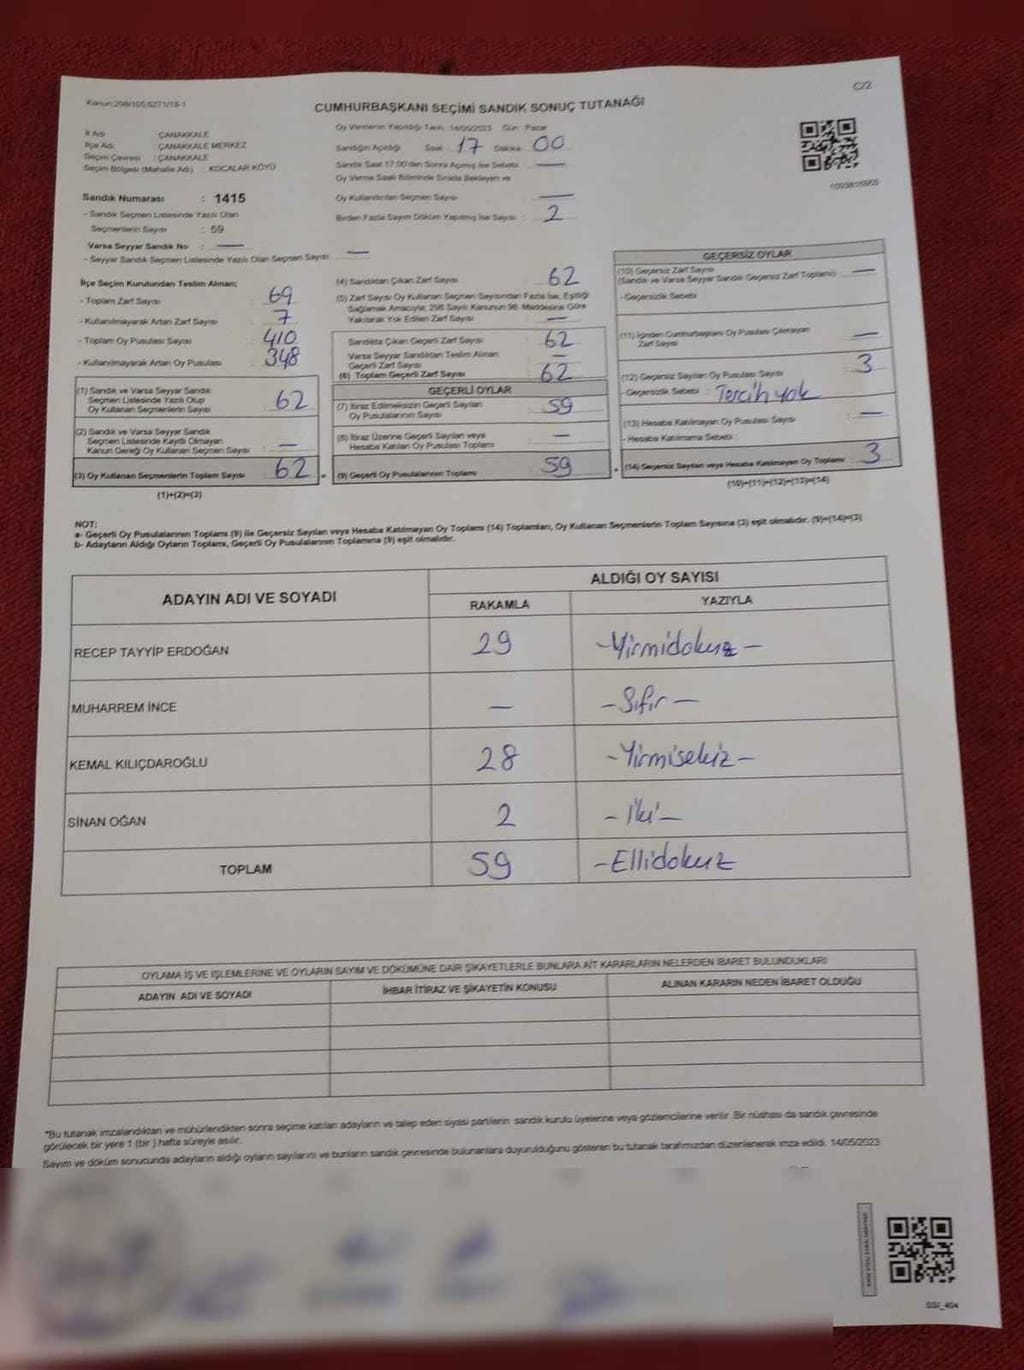 Kanun:298/105,6271/18-1
C/2
CUMHURBAŞKANI SEÇİMİ SANDIK SONUÇ TUTANAĞI
İl Adı : ÇANAKKALE
İlçe Adı : ÇANAKKALE MERKEZ
Seçim Çevresi : ÇANAKKALE
Seçim Bölgesi (Mahalle Adı) : KOCALAR KÖYÜ
Sandık Numarası : 1415
- Sandık Seçmen Listesinde Yazılı Olan
Seçmenlerin Sayısı : 59
Varsa Seyyar Sandık No : —
- Seyyar Sandık Seçmen Listesinde Yazılı Olan Seçmen Sayısı : —
Oy Vermenin Yapıldığı Tarih: 14/05/2023 Gün: Pazar
Sandığın Açıldığı Saat 17 Dakika 00
Sandık Saat 17:00'den Sonra Açılmış İse Sebebi : —
Oy Verme Saati Bitiminde Sırada Bekleyen ve
Oy Kullandırılan Seçmen Sayısı : —
Birden Fazla Sayım Döküm Yapılmış İse Sayısı : 2
İlçe Seçim Kurulundan Teslim Alınan;
- Toplam Zarf Sayısı : 69
- Kullanılmayarak Artan Zarf Sayısı : 7
- Toplam Oy Pusulası Sayısı : 410
- Kullanılmayarak Artan Oy Pusulası : 348
(1) Sandık ve Varsa Seyyar Sandık
Seçmen Listesinde Yazılı Olup
Oy Kullanan Seçmenlerin Sayısı : 62
(2) Sandık ve Varsa Seyyar Sandık
Seçmen Listesinde Kaydı Olmayan
Kanun Gereği Oy Kullanan Seçmen Sayısı : —
(3) Oy Kullanan Seçmenlerin Toplam Sayısı : 62
(1)+(2)=(3)
(4) Sandıktan Çıkan Zarf Sayısı : 62
(5) Zarf Sayısı Oy Kullanan Seçmen Sayısından Fazla İse, Eşitliği
Sağlamak Amacıyla, 298 Sayılı Kanunun 98. Maddesine Göre
Yakılarak Yok Edilen Zarf Sayısı : —
Sandıkta Çıkan Geçerli Zarf Sayısı : 62
Varsa Seyyar Sandıktan Teslim Alınan
Geçerli Zarf Sayısı : —
(6) Toplam Geçerli Zarf Sayısı : 62
GEÇERLİ OYLAR
(7) İtiraz Edilmeksizin Geçerli Sayılan
Oy Pusulalarının Sayısı : 59
(8) İtiraz Üzerine Geçerli Sayılan veya
Hesaba Katılan Oy Pusulası Toplamı : —
(9) Geçerli Oy Pusulalarının Toplamı : 59
GEÇERSİZ OYLAR
(10) Geçersiz Zarf Sayısı
(Sandık ve Varsa Seyyar Sandık Geçersiz Zarf Toplamı) : —
- Geçersizlik Sebebi :
(11) İçinden Cumhurbaşkanı Oy Pusulası Çıkmayan
Zarf Sayısı : —
(12) Geçersiz Sayılan Oy Pusulası Sayısı : 3
- Geçersizlik Sebebi : Tercih yok
(13) Hesaba Katılmayan Oy Pusulası Sayısı : —
- Hesaba Katılmama Sebebi :
(14) Geçersiz Sayılan veya Hesaba Katılmayan Oy Toplamı : 3
(10)+(11)+(12)+(13)=(14)
NOT:
a- Geçerli Oy Pusulalarının Toplamı (9) ile Geçersiz Sayılan veya Hesaba Katılmayan Oy Toplamı (14) Toplamları, Oy Kullanan Seçmenlerin Toplam Sayısına (3) eşit olmalıdır. (9)+(14)=(3)
b- Adayların Aldığı Oyların Toplamı, Geçerli Oy Pusulalarının Toplamına (9) eşit olmalıdır.
ADAYIN ADI VE SOYADI
ALDIĞI OY SAYISI
RAKAMLA YAZIYLA
RECEP TAYYİP ERDOĞAN 29 -Yirmidokuz-
MUHARREM İNCE — -Sıfır-
KEMAL KILIÇDAROĞLU 28 -Yirmisekiz-
SİNAN OĞAN 2 -İki-
TOPLAM 59 -Ellidokuz
OYLAMA İŞ VE İŞLEMLERİNE VE OYLARIN SAYIM VE DÖKÜMÜNE DAİR ŞİKAYETLERLE BUNLARA AİT KARARLARIN NELERDEN İBARET BULUNDUKLARI
ADAYIN ADI VE SOYADI İHBAR İTİRAZ VE ŞİKAYETİN KONUSU ALINAN KARARIN NEDEN İBARET OLDUĞU
*Bu tutanak imzalandıktan ve mühürlendikten sonra seçime katılan adayların ve talep eden siyasi partilerin sandık kurulu üyelerine veya gözlemcilerine verilir. Bir nüshası da sandık çevresinde
görülecek bir yere 1 (bir) hafta süreyle asılır.
Sayım ve döküm sonucunda adayların aldığı oyların sayılarını ve bunların sandık çevresinde bulunanlara duyurulduğunu gösteren bu tutanak tarafımızdan düzenlenerek imza edildi. 14/05/2023
SSI_404